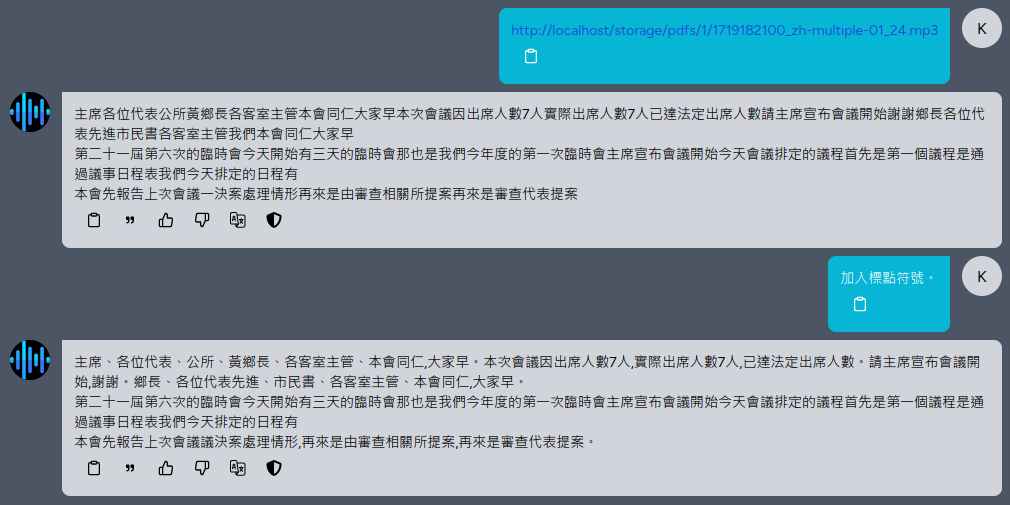 http://localhost/storage/pdfs/1/1719182100_zh-multiple-01_24.mp3
K
主席各位代表公所黃鄉長各客室主管本會同仁大家早本次會議因出席人數7人實際出席人數7人已達法定出席人數請主席宣布會議開始謝謝鄉長各位代
表先進市民書各客室主管我們本會同仁大家早
第二十一屆第六次的臨時會今天開始有三天的臨時會那也是我們今年度的第一次臨時會主席宣布會議開始今天會議排定的議程首先是第一個議程是通
過議事日程表我們今天排定的日程有
本會先報告上次會議一決案處理情形再來是由審查相關所提案再來是審查代表提案
加入標點符號。
K
主席、各位代表、公所、黃鄉長、各客室主管、本會同仁,大家早。本次會議因出席人數7人,實際出席人數7人,已達法定出席人數。請主席宣布會議開
始,謝謝。鄉長、各位代表先進、市民書、各客室主管、本會同仁,大家早。
第二十一屆第六次的臨時會今天開始有三天的臨時會那也是我們今年度的第一次臨時會主席宣布會議開始今天會議排定的議程首先是第一個議程是通
過議事日程表我們今天排定的日程有
本會先報告上次會議議決案處理情形,再來是由審查相關所提案,再來是審查代表提案。